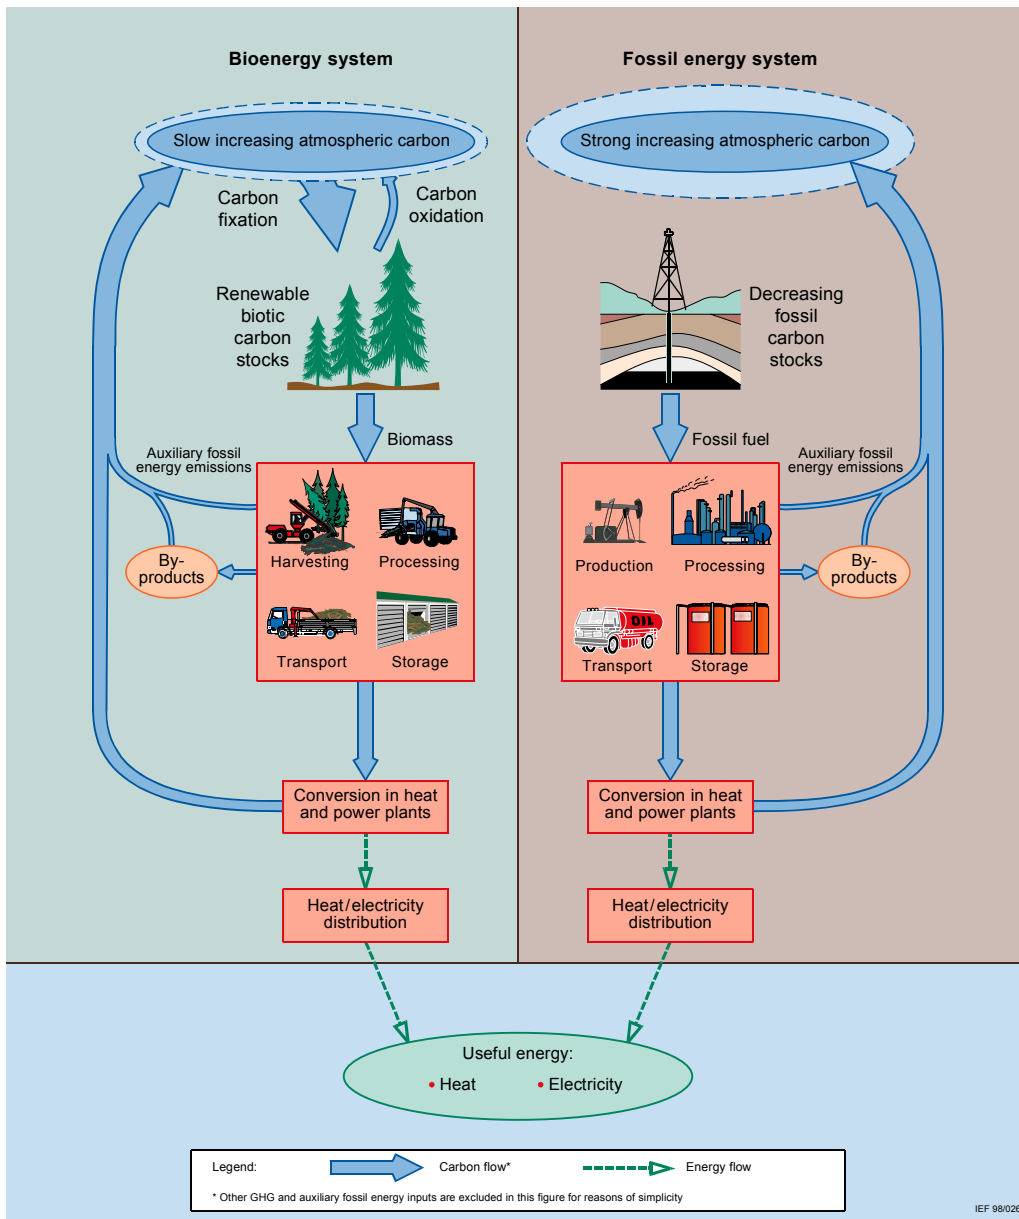 Bioenergy system
Slow increasing atmospheric carbon
Carbon
fixation
Carbon
oxidation
Renewable
biotic
carbon
stocks
Biomass
Auxiliary fossil
energy emissions
Harvesting
Processing
By-
products
Transport
Storage
Conversion in heat
and power plants
Heat/electricity
distribution
Fossil energy system
Strong increasing atmospheric carbon
Decreasing
fossil
carbon
stocks
Fossil fuel
Auxiliary fossil
energy emissions
Production
Processing
By-
products
OIL
Transport
Storage
Conversion in heat
and power plants
Heat/electricity
distribution
Useful energy:
• Heat
• Electricity
Legend:
Carbon flow*
Energy flow
* Other GHG and auxiliary fossil energy inputs are excluded in this figure for reasons of simplicity
IEF 98/026